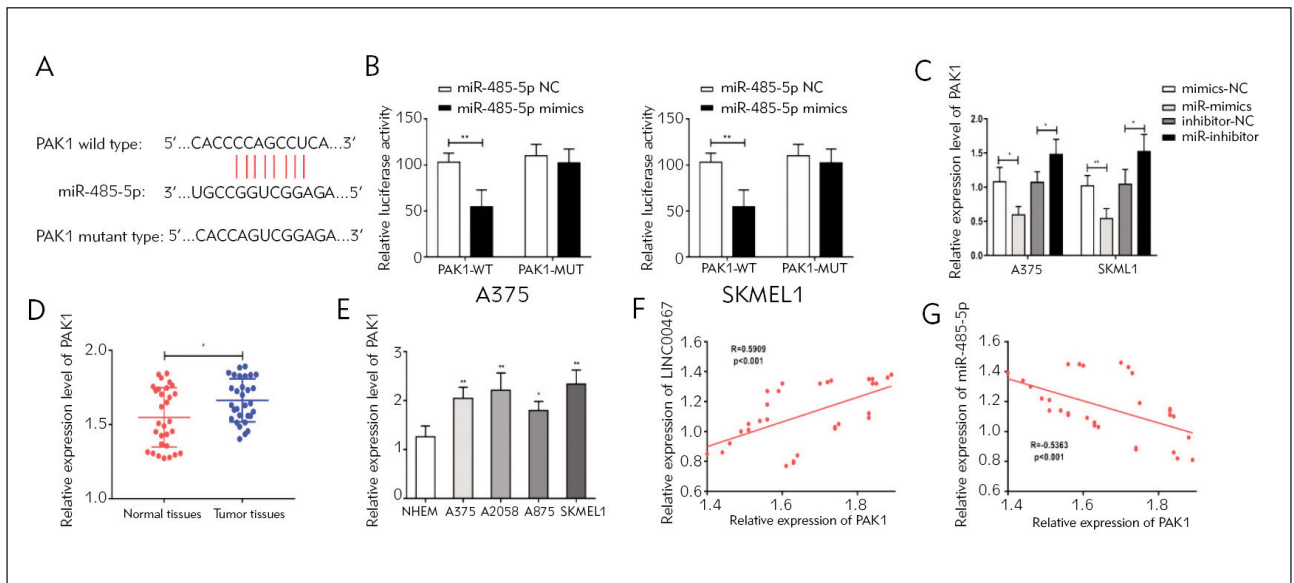 A
PAK1 wild type: 5’...CACCCCAGCCUCA...3’
miR-485-5p: 3’...UGCCGGUCGGAGA...5’
PAK1 mutant type: 5’...CACCAGUCGGAGA...3’
B
miR-485-5p NC
miR-485-5p mimics
Relative luciferase activity
150
100
50
0
**
PAK1-WT PAK1-MUT
A375
miR-485-5p NC
miR-485-5p mimics
Relative luciferase activity
150
100
50
0
**
PAK1-WT PAK1-MUT
SKMEL1
C
mimics-NC
miR-mimics
inhibitor-NC
miR-inhibitor
Relative expression level of PAK1
2.0
1.5
1.0
0.5
0.0
* * ** *
A375 SKML1
D
Relative expression level of PAK1
2.0
1.5
1.0
*
Normal tissues Tumor tissues
E
Relative expression level of PAK1
3
2
1
0
** ** * **
NHEM A375 A2058 A875 SKMEL1
F
Relative expression of LINC00467
1.6
1.4
1.2
1.0
0.8
0.6
R=0.5909
p<0.001
1.4 1.6 1.8
Relative expression of PAK1
G
Relative expression of miR-485-5p
1.6
1.4
1.2
1.0
0.8
0.6
R=-0.5363
p<0.001
1.4 1.6 1.8
Relative expression of PAK1